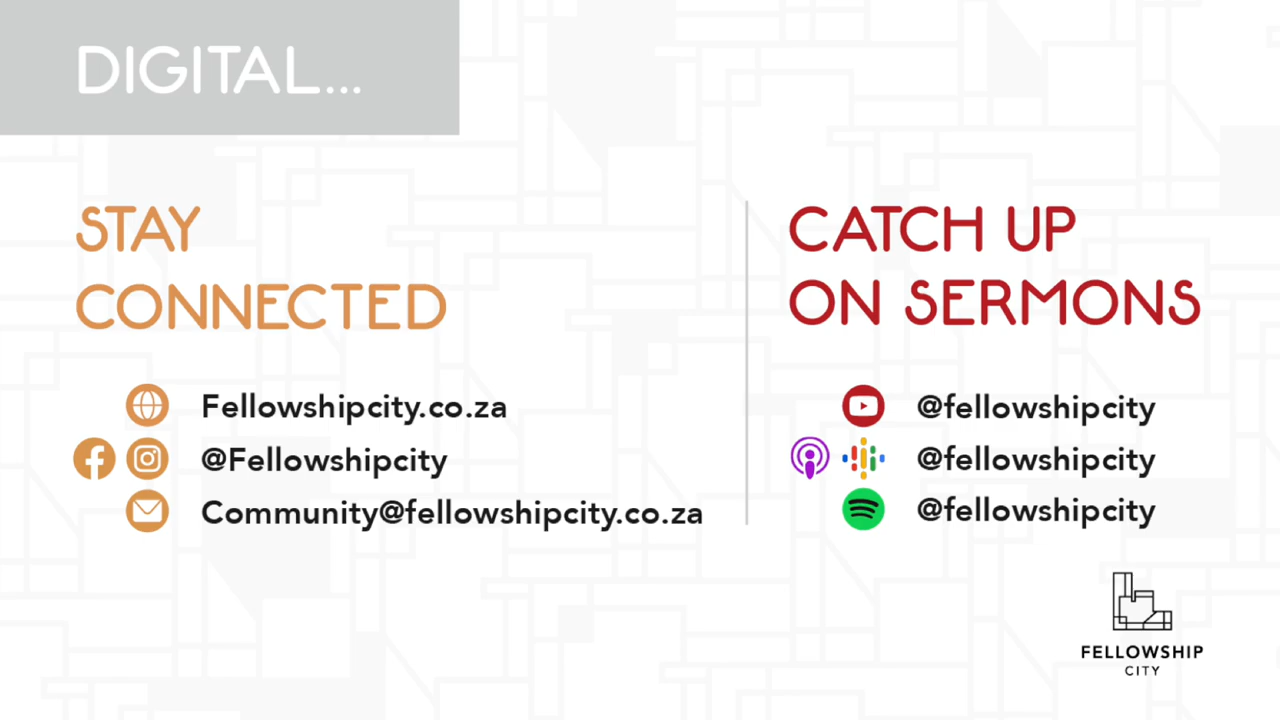 DIGITAL...
STAY
CONNECTED
Fellowshipcity.co.za
@Fellowshipcity
Community@fellowshipcity.co.za
CATCH UP
ON SERMONS
@fellowshipcity
@fellowshipcity
@fellowshipcity
FELLOWSHIP
CITY